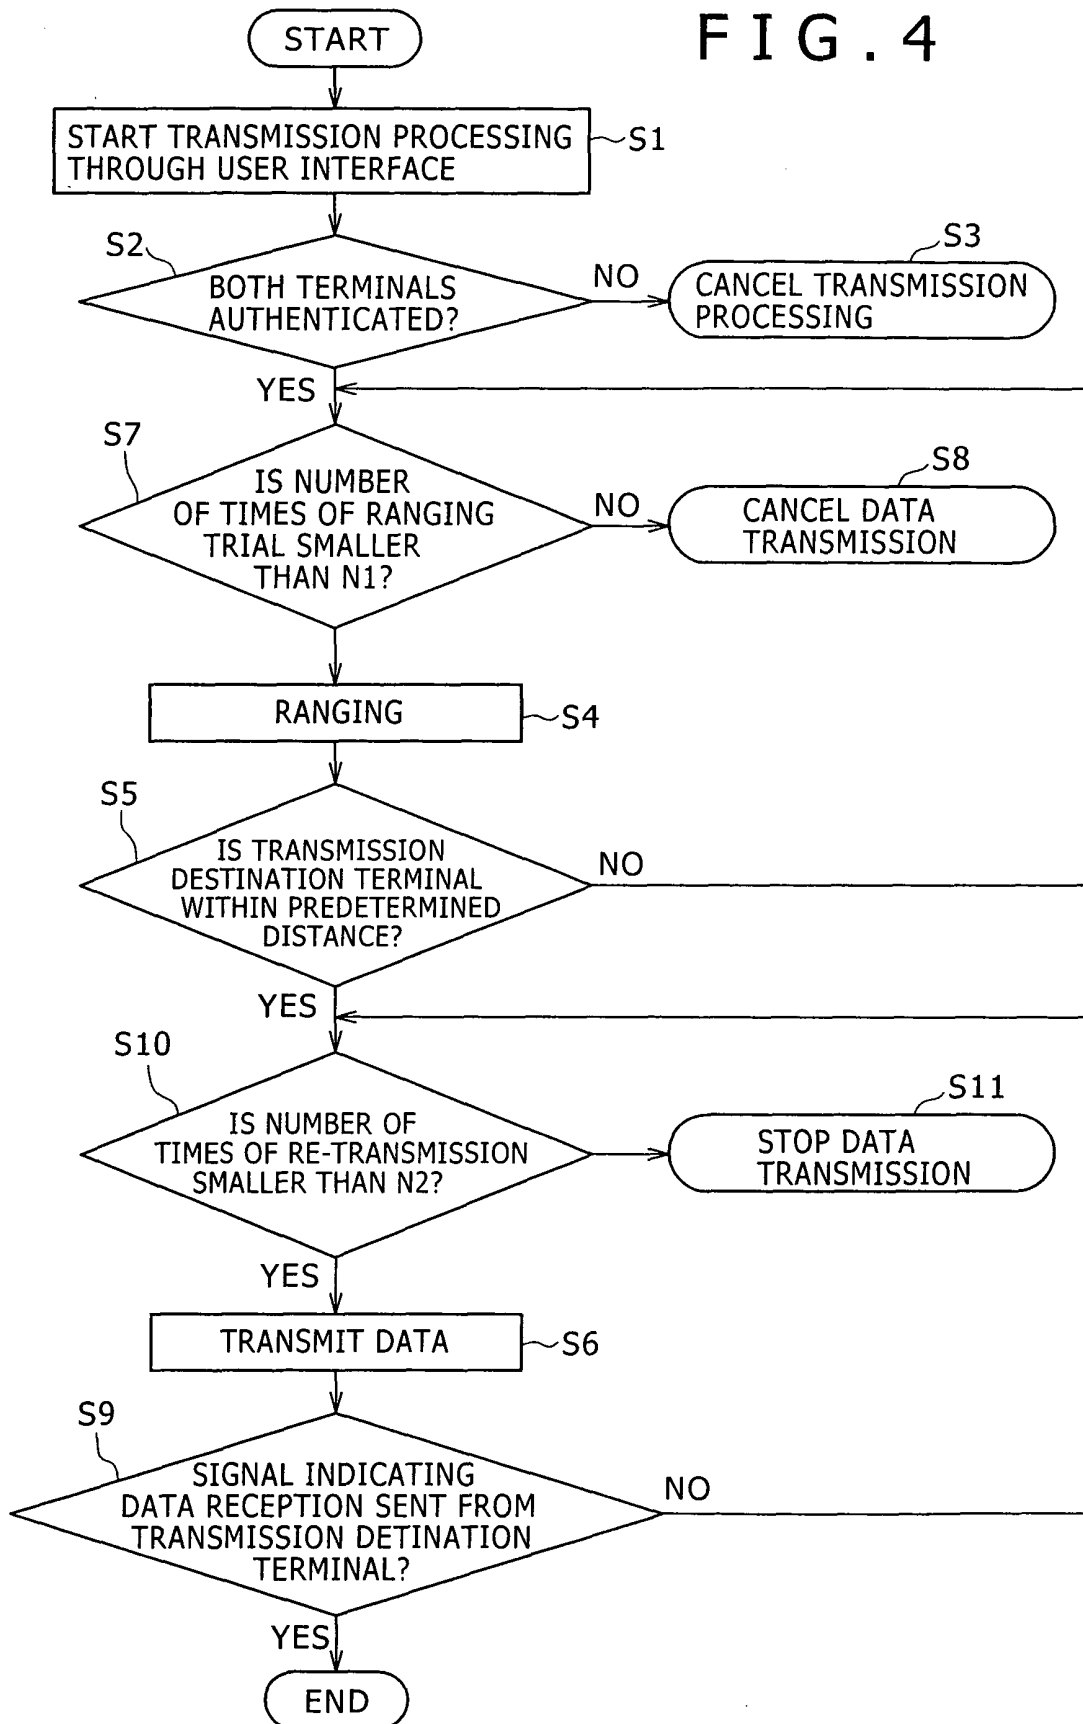 FIG.4
START
START TRANSMISSION PROCESSING
THROUGH USER INTERFACE
S1
S2
BOTH TERMINALS
AUTHENTICATED?
NO
S3
CANCEL TRANSMISSION
PROCESSING
YES
S7
IS NUMBER
OF TIMES OF RANGING
TRIAL SMALLER
THAN N1?
NO
S8
CANCEL DATA
TRANSMISSION
RANGING
S4
S5
IS TRANSMISSION
DESTINATION TERMINAL
WITHIN PREDETERMINED
DISTANCE?
NO
YES
S10
IS NUMBER OF
TIMES OF RE-TRANSMISSION
SMALLER THAN N2?
S11
STOP DATA
TRANSMISSION
YES
TRANSMIT DATA
S6
S9
SIGNAL INDICATING
DATA RECEPTION SENT FROM
TRANSMISSION DETINATION
TERMINAL?
NO
YES
END